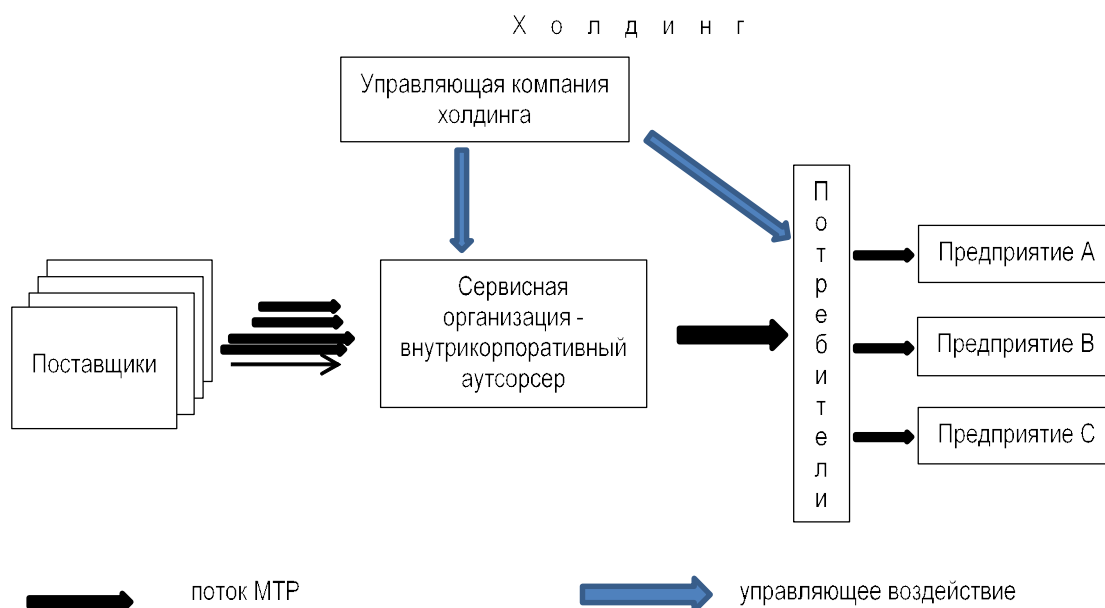 Х о л д и н г
Управляющая компания
холдинга
Поставщики
Сервисная
организация -
внутрикорпоративный
аутсорсер
П
о
т
р
е
б
и
т
е
л
и
Предприятие А
Предприятие В
Предприятие С
поток МТР
управляющее воздействие